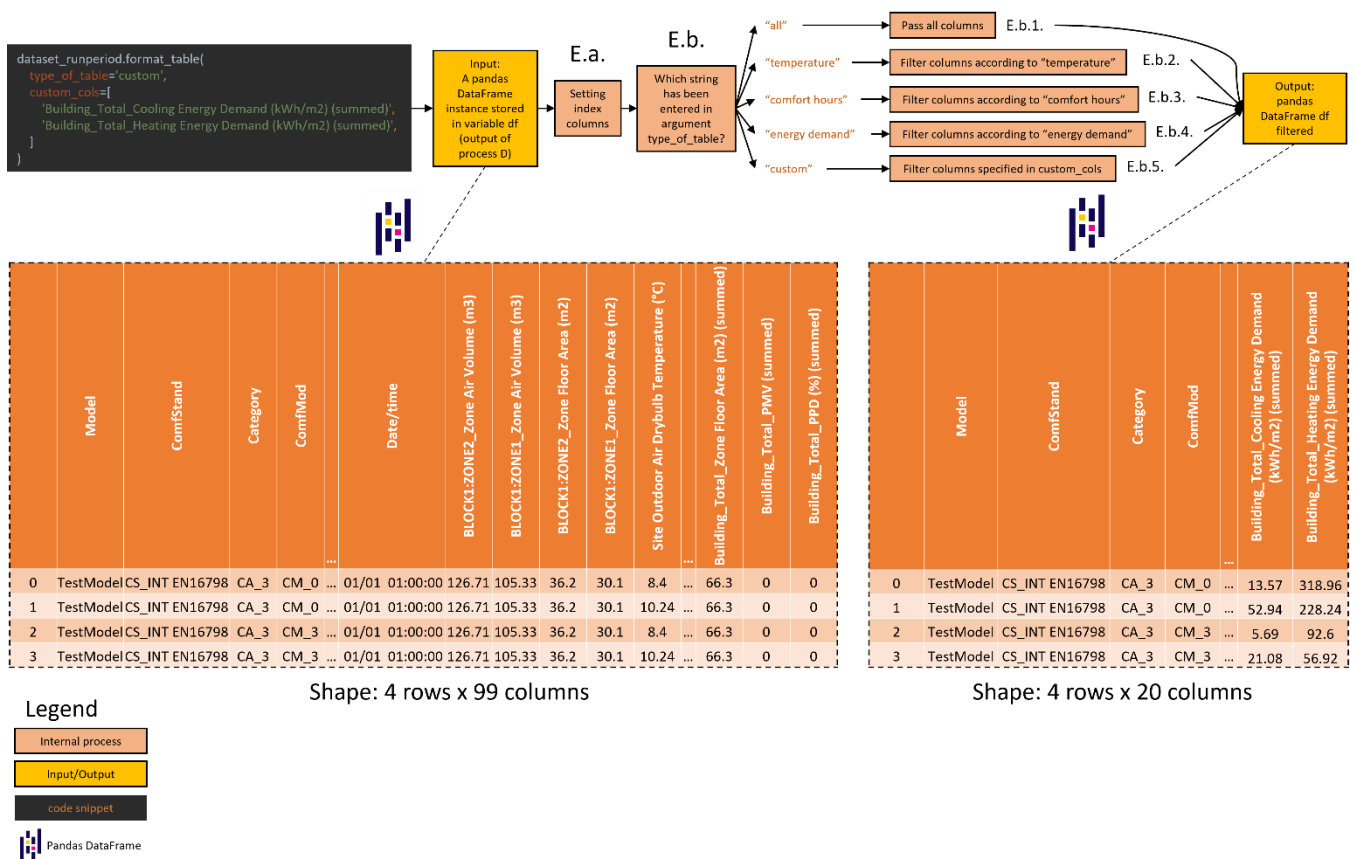 dataset_runperiod.format_table(
type_of_table='custom',
custom_cols=[
'Building_Total_Cooling Energy Demand (kWh/m2) (summed)',
'Building_Total_Heating Energy Demand (kWh/m2) (summed)',
]
)
Input:
A pandas
DataFrame
instance stored
in variable df
(output of
process D)
E.a.
Setting
index
columns
E.b.
Which string
has been
entered in
argument
type_of_table?
"all"
Pass all columns
E.b.1.
"temperature"
Filter columns according to "temperature"
E.b.2.
"comfort hours"
Filter columns according to "comfort hours"
E.b.3.
"energy demand"
Filter columns according to "energy demand"
E.b.4.
"custom"
Filter columns specified in custom_cols
E.b.5.
Output:
pandas
DataFrame df
filtered
Model
ComfStand
Category
ComfMod
...
Date/time
BLOCK1:ZONE2_Zone Air Volume (m3)
BLOCK1:ZONE1_Zone Air Volume (m3)
BLOCK1:ZONE2_Zone Floor Area (m2)
BLOCK1:ZONE1_Zone Floor Area (m2)
Site Outdoor Air Drybulb Temperature (°C)
...
Building_Total_Zone Floor Area (m2) (summed)
Building_Total_PMV (summed)
Building_Total_PPD (%) (summed)
0 TestModel CS_INT EN16798 CA_3 CM_0 ... 01/01 01:00:00 126.71 105.33 36.2 30.1 8.4 ... 66.3 0 0
1 TestModel CS_INT EN16798 CA_3 CM_0 ... 01/01 01:00:00 126.71 105.33 36.2 30.1 10.24 ... 66.3 0 0
2 TestModel CS_INT EN16798 CA_3 CM_3 ... 01/01 01:00:00 126.71 105.33 36.2 30.1 8.4 ... 66.3 0 0
3 TestModel CS_INT EN16798 CA_3 CM_3 ... 01/01 01:00:00 126.71 105.33 36.2 30.1 10.24 ... 66.3 0 0
Shape: 4 rows x 99 columns
Model
ComfStand
Category
ComfMod
...
Building_Total_Cooling Energy Demand
(kWh/m2) (summed)
Building_Total_Heating Energy Demand
(kWh/m2) (summed)
0 TestModel CS_INT EN16798 CA_3 CM_0 ... 13.57 318.96
1 TestModel CS_INT EN16798 CA_3 CM_0 ... 52.94 228.24
2 TestModel CS_INT EN16798 CA_3 CM_3 ... 5.69 92.6
3 TestModel CS_INT EN16798 CA_3 CM_3 ... 21.08 56.92
Shape: 4 rows x 20 columns
Legend
Internal process
Input/Output
code snippet
Pandas DataFrame